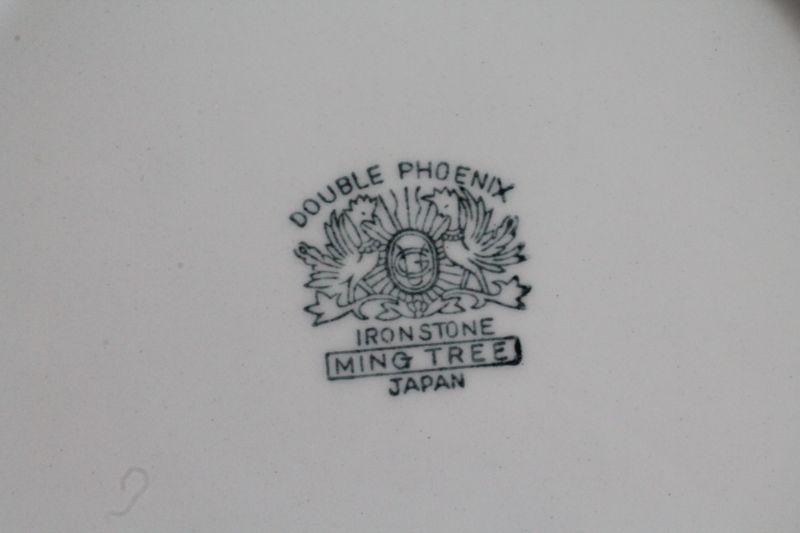 DOUBLE PHOENIX
IRONSTONE
MING TREE
JAPAN